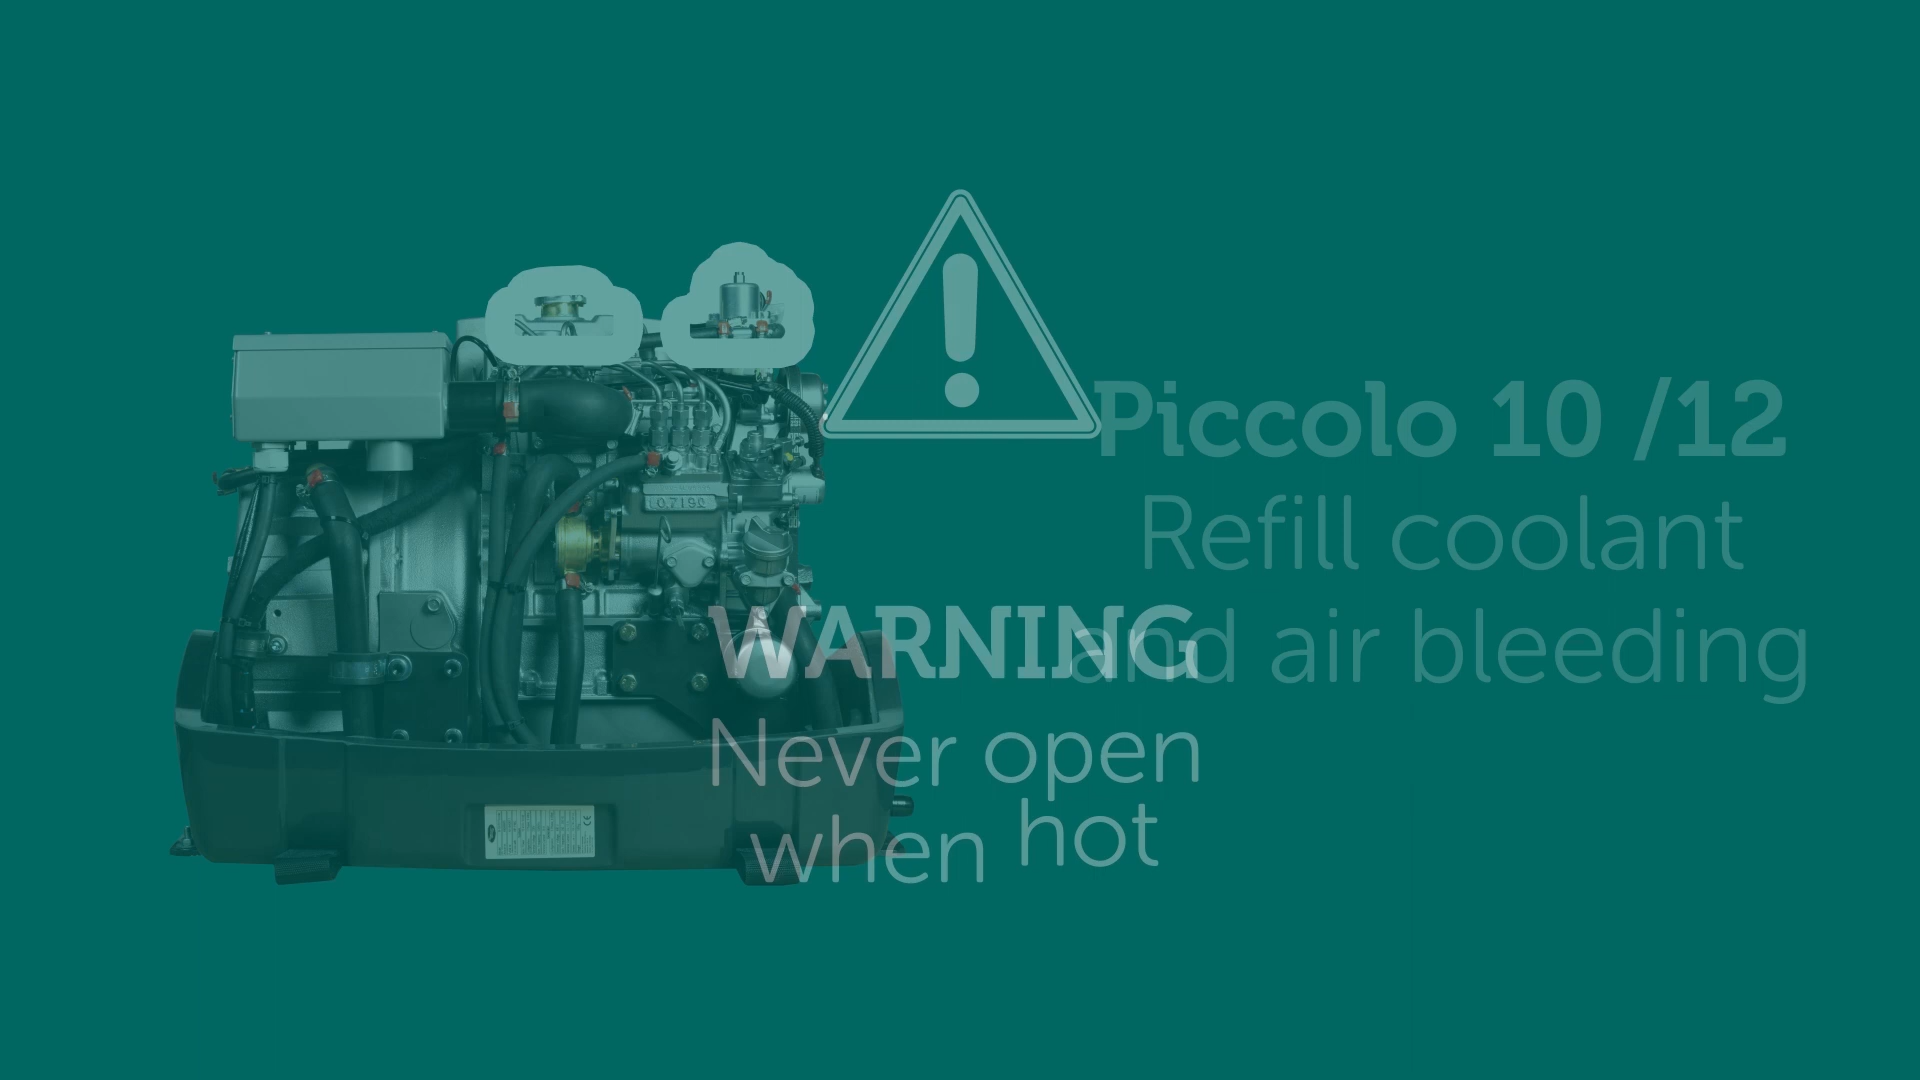 Piccolo 10 /12
Refill coolant
and air bleeding
WARNING
Never open
when hot